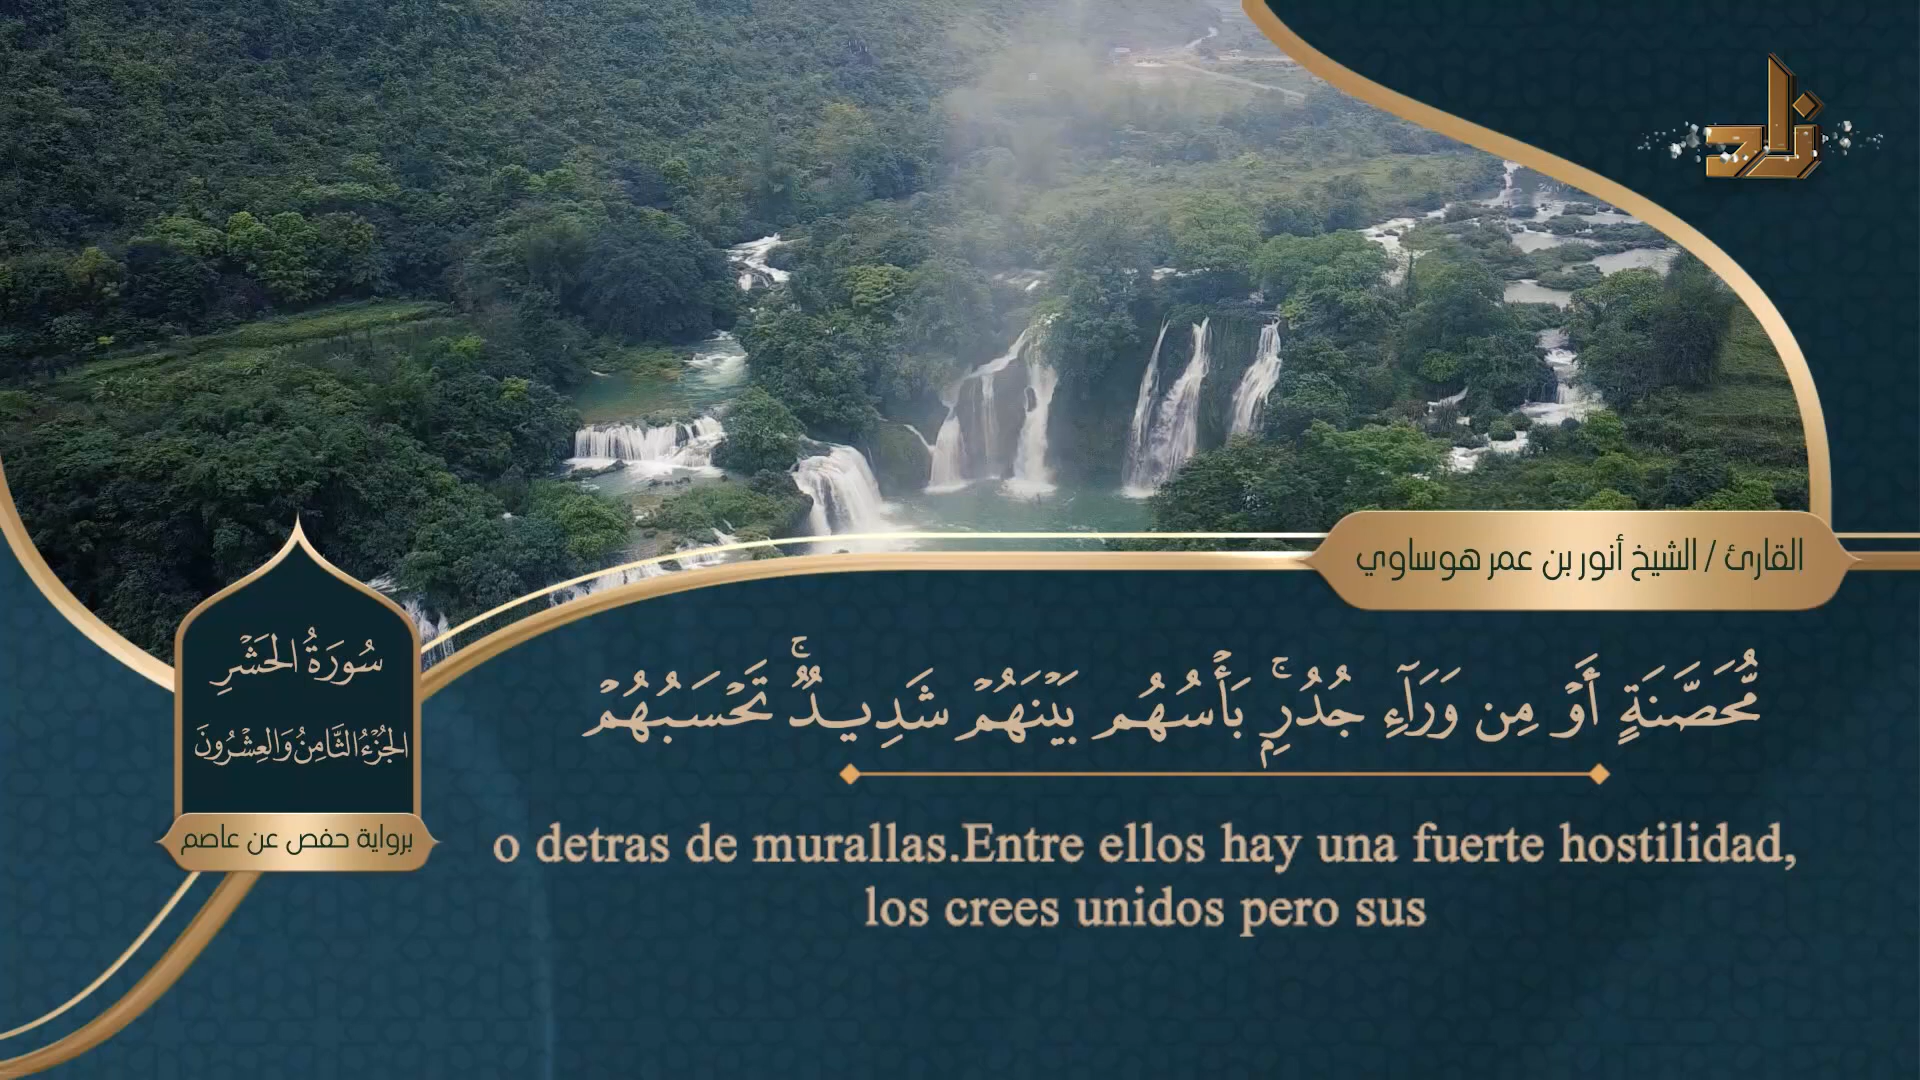 زاد
القارئ / الشيخ أنور بن عمر هوساوي
سُورَةُ الحَشْرِ
الجُزْءُ الثَّامِنُ وَالعِشْرُونَ
برواية حفص عن عاصم
مُّحَصَّنَةٍ أَوْ مِن وَرَآءِ جُدُرِۭۚ بَأْسُهُم بَيْنَهُمْ شَدِيدٌۚ تَحْسَبُهُمْ
o detras de murallas.Entre ellos hay una fuerte hostilidad,
los crees unidos pero sus